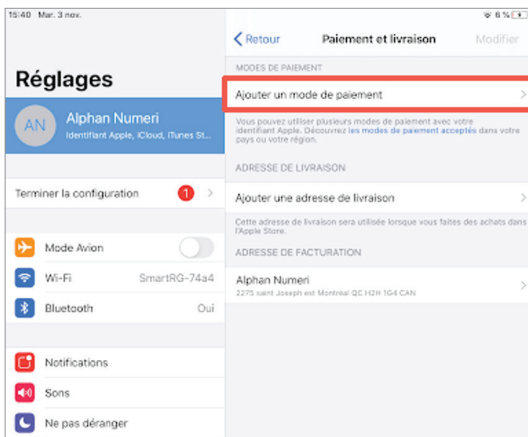 15:40 Mar. 3 nov.
6 %
Réglages
AN
Alphan Numeri
Identifiant Apple, iCloud, iTunes St...
Terminer la configuration
1
Mode Avion
Wi-Fi
SmartRG-74a4
Bluetooth
Oui
Notifications
Sons
Ne pas déranger
Retour
Paiement et livraison
Modifier
MODES DE PAIEMENT
Ajouter un mode de paiement
Vous pouvez utiliser plusieurs modes de paiement avec votre
identifiant Apple. Découvrez les modes de paiement acceptés dans votre
pays ou votre région.
ADRESSE DE LIVRAISON
Ajouter une adresse de livraison
Cette adresse de livraison sera utilisée lorsque vous faites des achats dans
l'Apple Store.
ADRESSE DE FACTURATION
Alphan Numeri
2275 saint Joseph est Montréal QC H2H 1G4 CAN